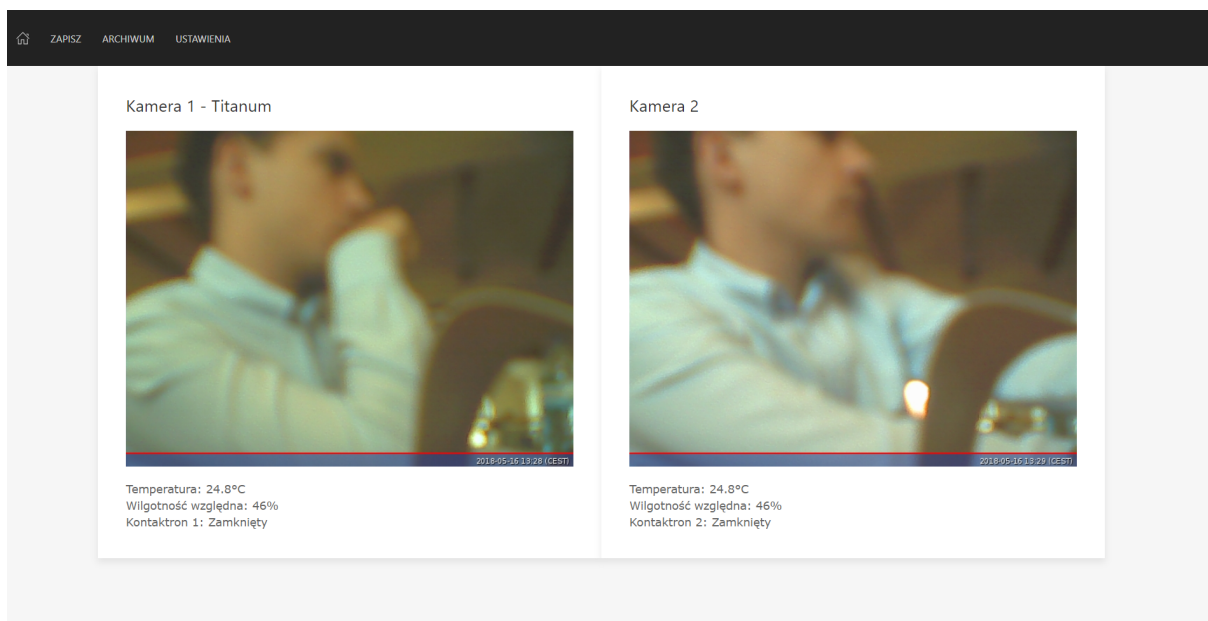 ZAPISZ ARCHIWUM USTAWIENIA
Kamera 1 - Titanum
2018-05-16 13:28 (CEST)
Temperatura: 24.8°C
Wilgotność względna: 46%
Kontaktron 1: Zamknięty
Kamera 2
2018-05-16 13:29 (CEST)
Temperatura: 24.8°C
Wilgotność względna: 46%
Kontaktron 2: Zamknięty